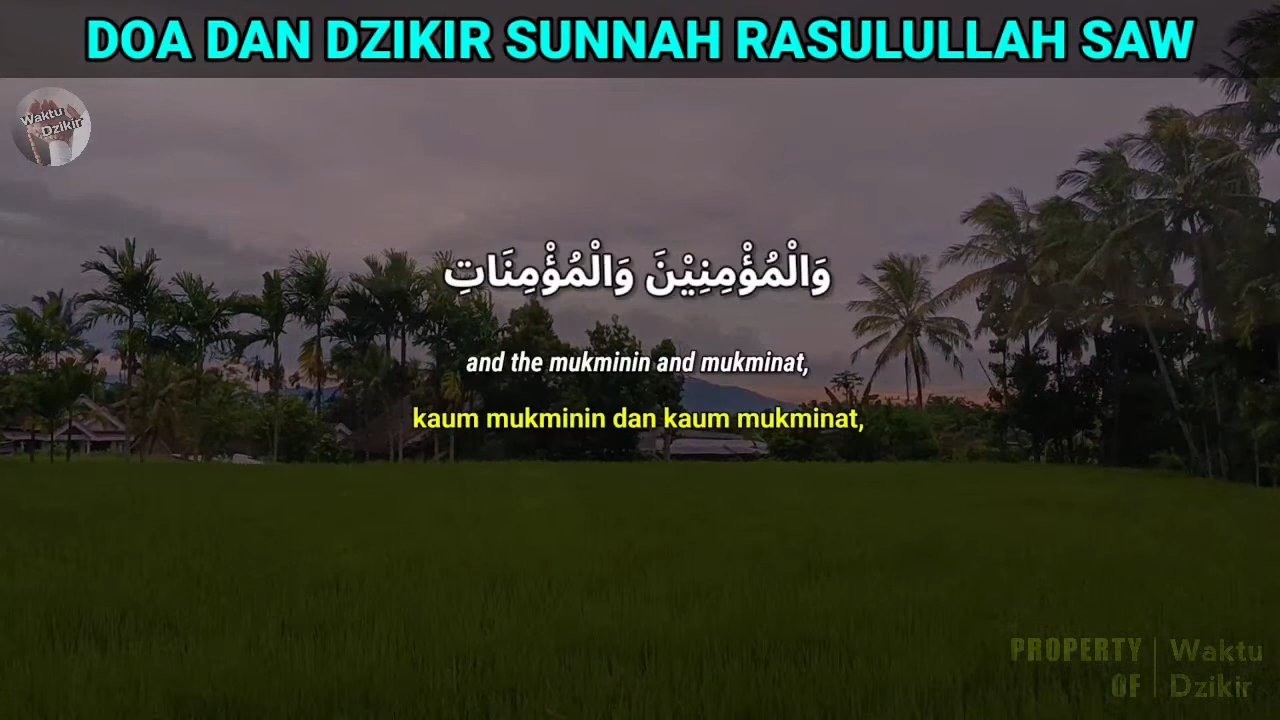 DOA DAN DZIKIR SUNNAH RASULULLAH SAW
Waktu
Dzikir
وَالْمُؤْمِنِيْنَ وَالْمُؤْمِنَاتِ
and the mukminin and mukminat,
kaum mukminin dan kaum mukminat,
PROPERTY OF
Waktu Dzikir